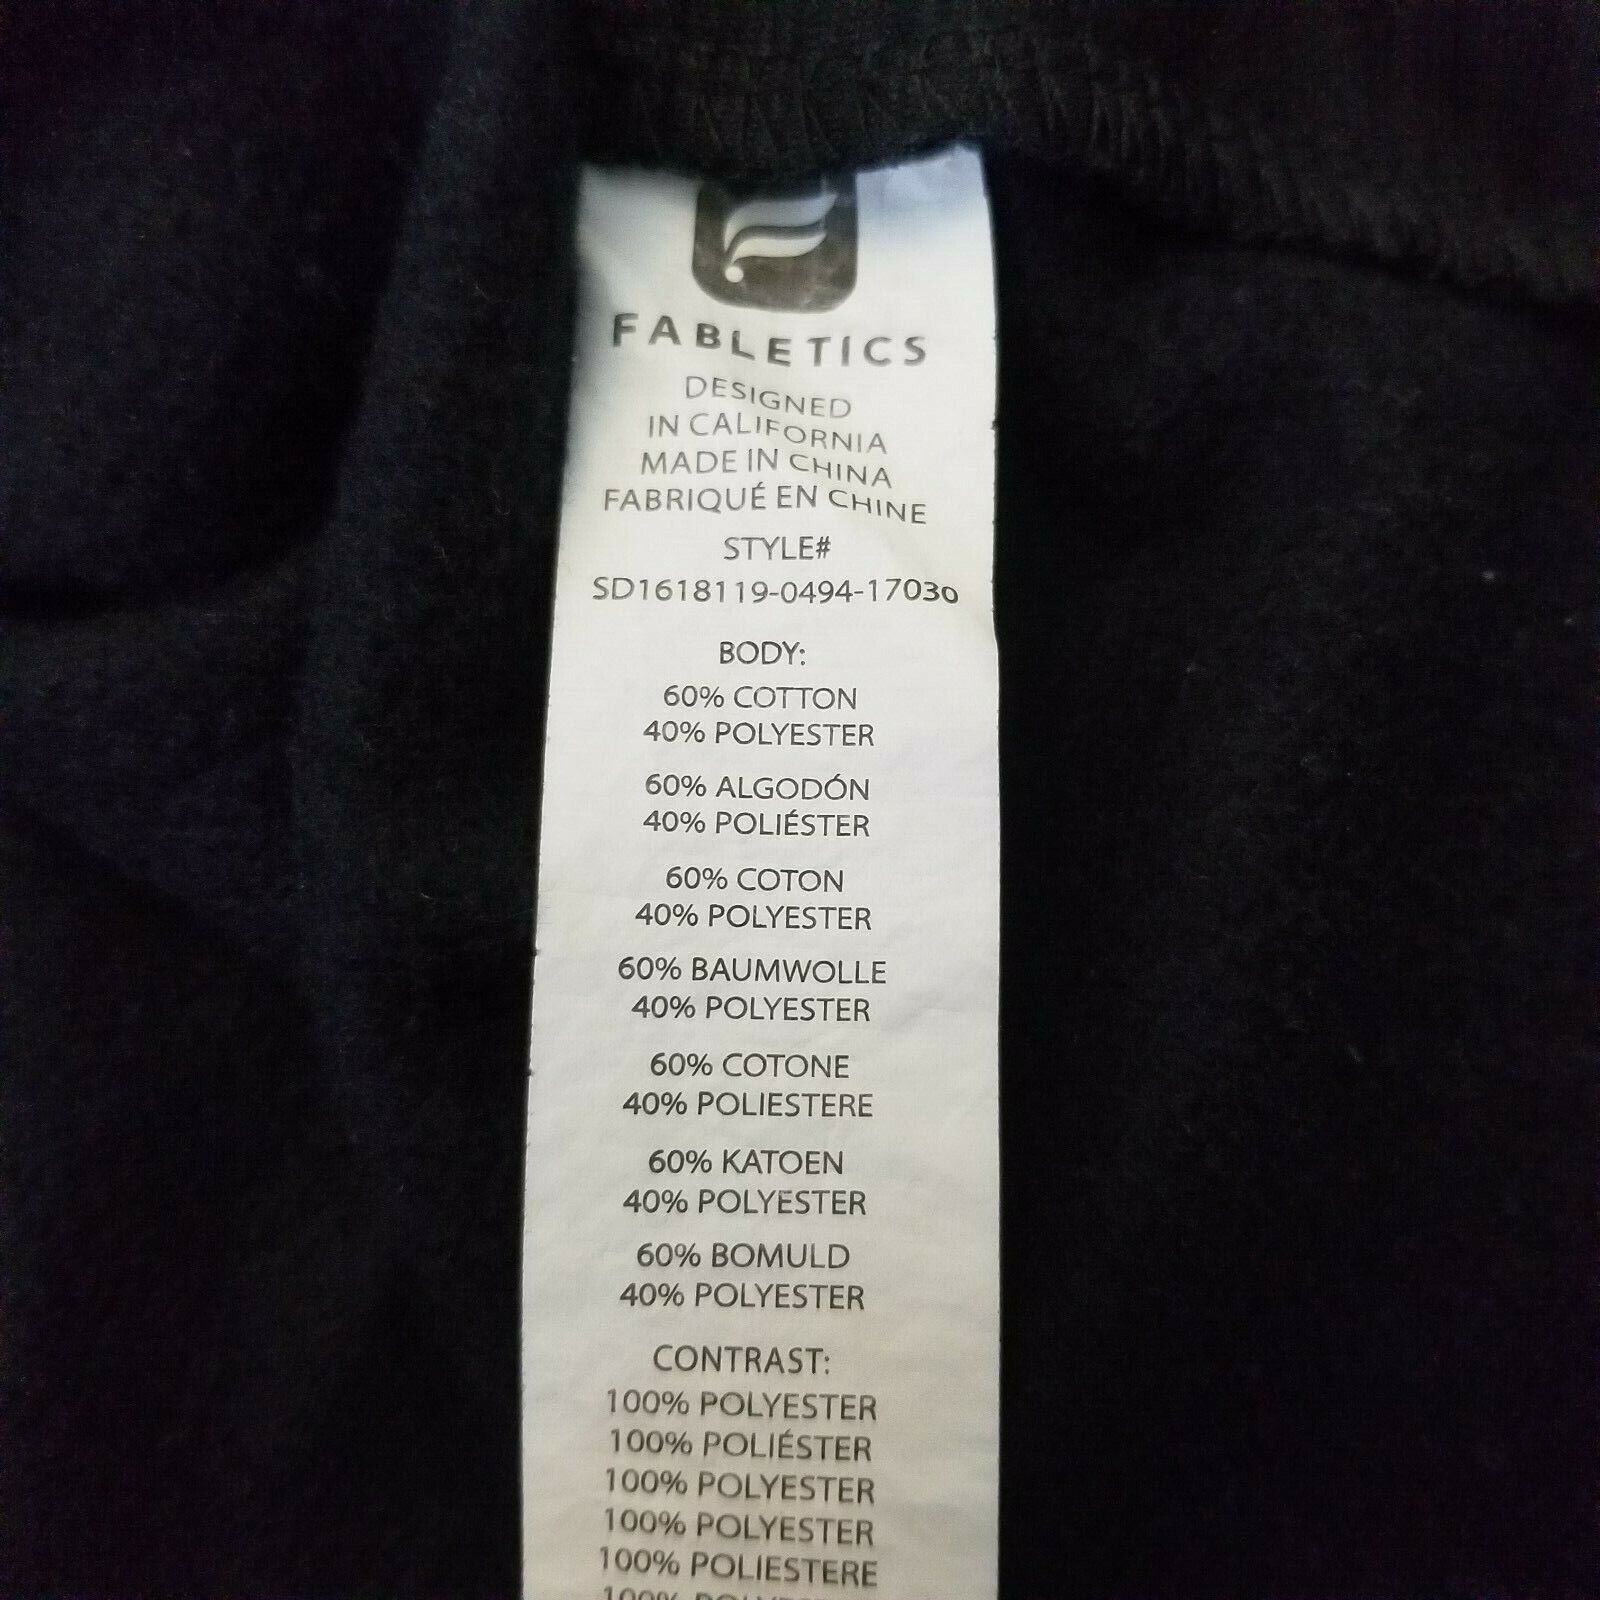 FABLETICS
DESIGNED
IN CALIFORNIA
MADE IN CHINA
FABRIQUÉ EN CHINE
STYLE#
SD1618119-0494-17030
BODY:
60% COTTON
40% POLYESTER
60% ALGODÓN
40% POLIÉSTER
60% COTON
40% POLYESTER
60% BAUMWOLLE
40% POLYESTER
60% COTONE
40% POLIESTERE
60% KATOEN
40% POLYESTER
60% BOMULD
40% POLYESTER
CONTRAST:
100% POLYESTER
100% POLIÉSTER
100% POLYESTER
100% POLYESTER
100% POLIESTERE
100%